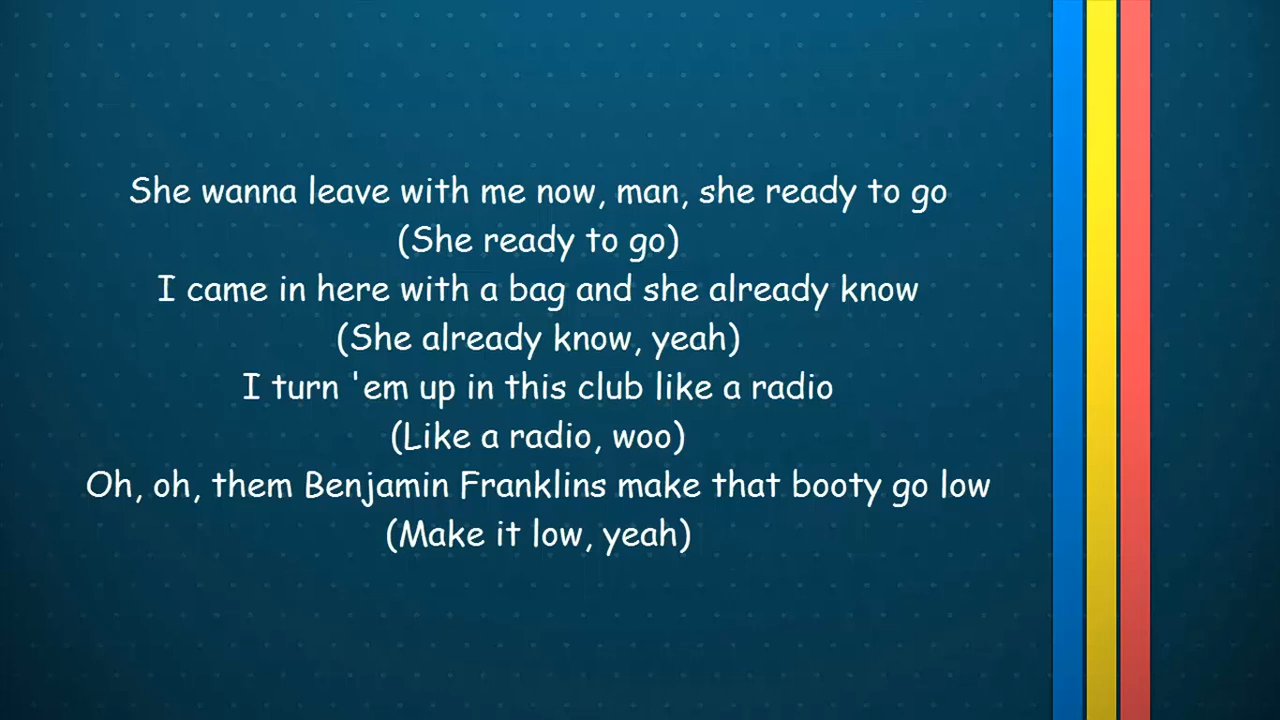 She wanna leave with me now, man, she ready to go
(She ready to go)
I came in here with a bag and she already know
(She already know, yeah)
I turn 'em up in this club like a radio
(Like a radio, woo)
Oh, oh, them Benjamin Franklins make that booty go low
(Make it low, yeah)